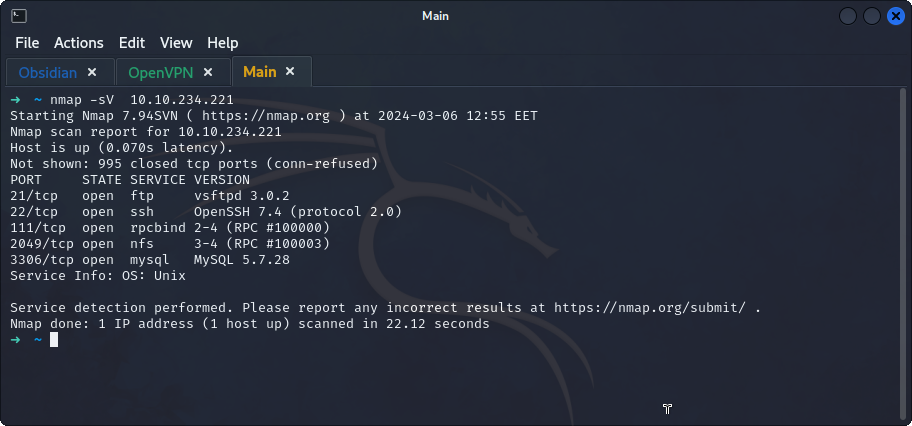 Main
File Actions Edit View Help
Obsidian × OpenVPN × Main ×
→ ~ nmap -sV  10.10.234.221
Starting Nmap 7.94SVN ( https://nmap.org ) at 2024-03-06 12:55 EET
Nmap scan report for 10.10.234.221
Host is up (0.070s latency).
Not shown: 995 closed tcp ports (conn-refused)
PORT     STATE SERVICE VERSION
21/tcp   open  ftp     vsftpd 3.0.2
22/tcp   open  ssh     OpenSSH 7.4 (protocol 2.0)
111/tcp  open  rpcbind 2-4 (RPC #100000)
2049/tcp open  nfs     3-4 (RPC #100003)
3306/tcp open  mysql   MySQL 5.7.28
Service Info: OS: Unix
Service detection performed. Please report any incorrect results at https://nmap.org/submit/ .
Nmap done: 1 IP address (1 host up) scanned in 22.12 seconds
→ ~